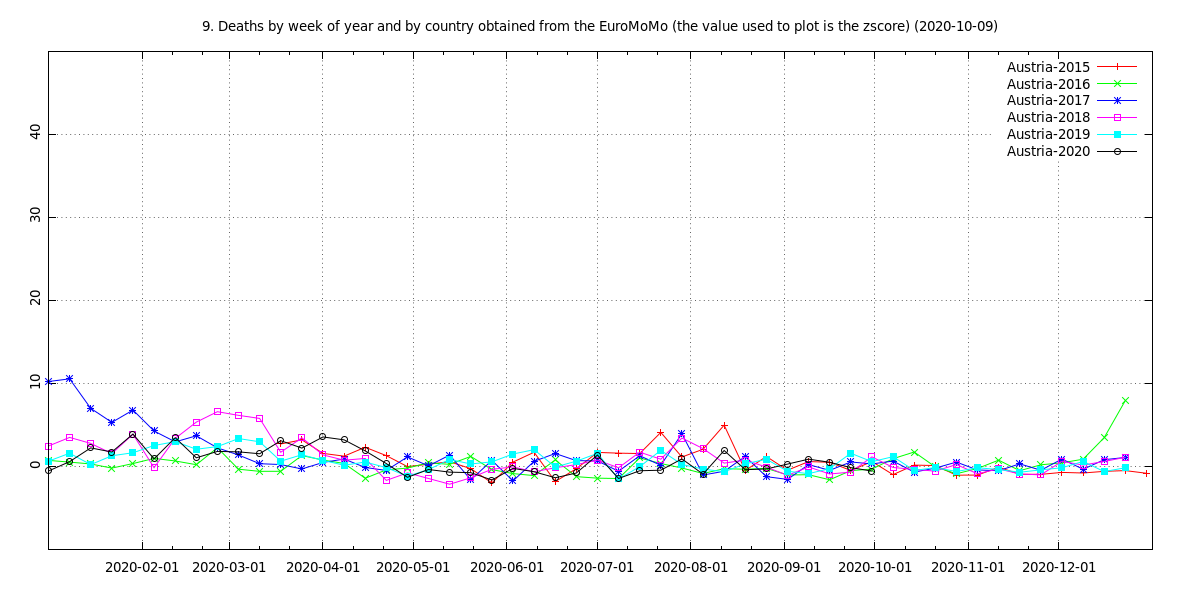 9. Deaths by week of year and by country obtained from the EuroMoMo (the value used to plot is the zscore) (2020-10-09)
Austria-2015
Austria-2016
Austria-2017
Austria-2018
Austria-2019
Austria-2020
40
30
20
10
0
2020-02-01 2020-03-01 2020-04-01 2020-05-01 2020-06-01 2020-07-01 2020-08-01 2020-09-01 2020-10-01 2020-11-01 2020-12-01